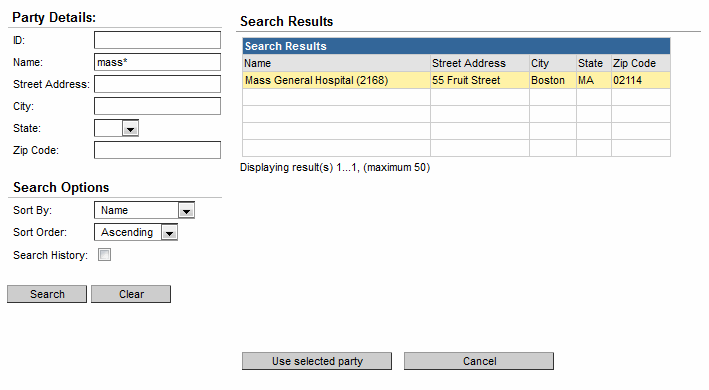 Party Details:
ID:
Name: mass*
Street Address:
City:
State:
Zip Code:
Search Options
Sort By: Name
Sort Order: Ascending
Search History:
Search Clear
Search Results
Search Results
Name Street Address City State Zip Code
Mass General Hospital (2168) 55 Fruit Street Boston MA 02114
Displaying result(s) 1...1, (maximum 50)
Use selected party Cancel